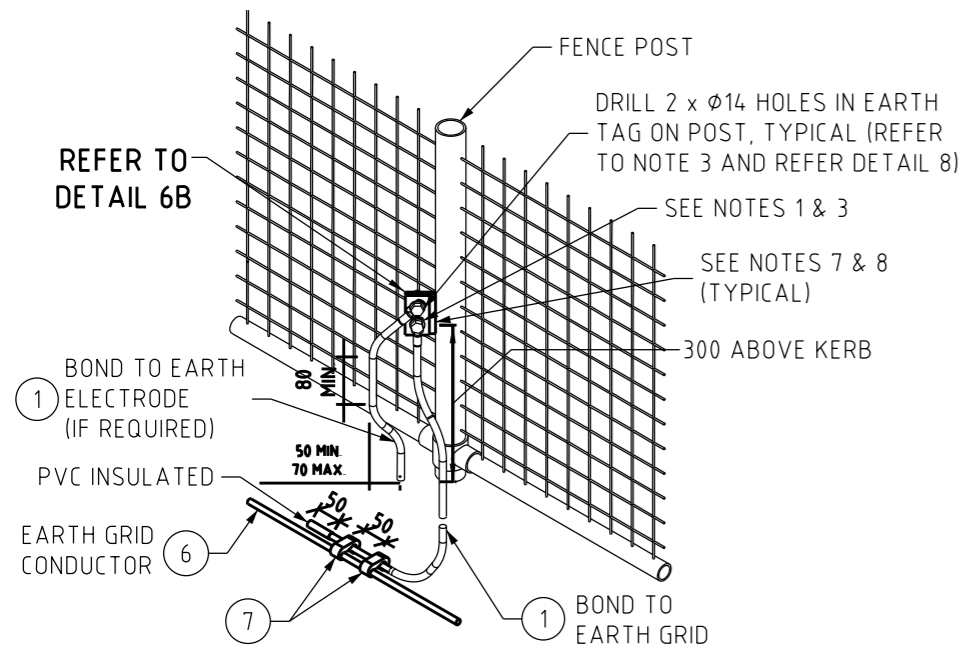 FENCE POST
DRILL 2 x Ø14 HOLES IN EARTH
TAG ON POST, TYPICAL (REFER
TO NOTE 3 AND REFER DETAIL 8)
REFER TO
DETAIL 6B
SEE NOTES 1 & 3
SEE NOTES 7 & 8
(TYPICAL)
300 ABOVE KERB
80
MIN
1
BOND TO EARTH
ELECTRODE
(IF REQUIRED)
50 MIN.
70 MAX.
PVC INSULATED
50
50
EARTH GRID
CONDUCTOR
6
7
1
BOND TO
EARTH GRID